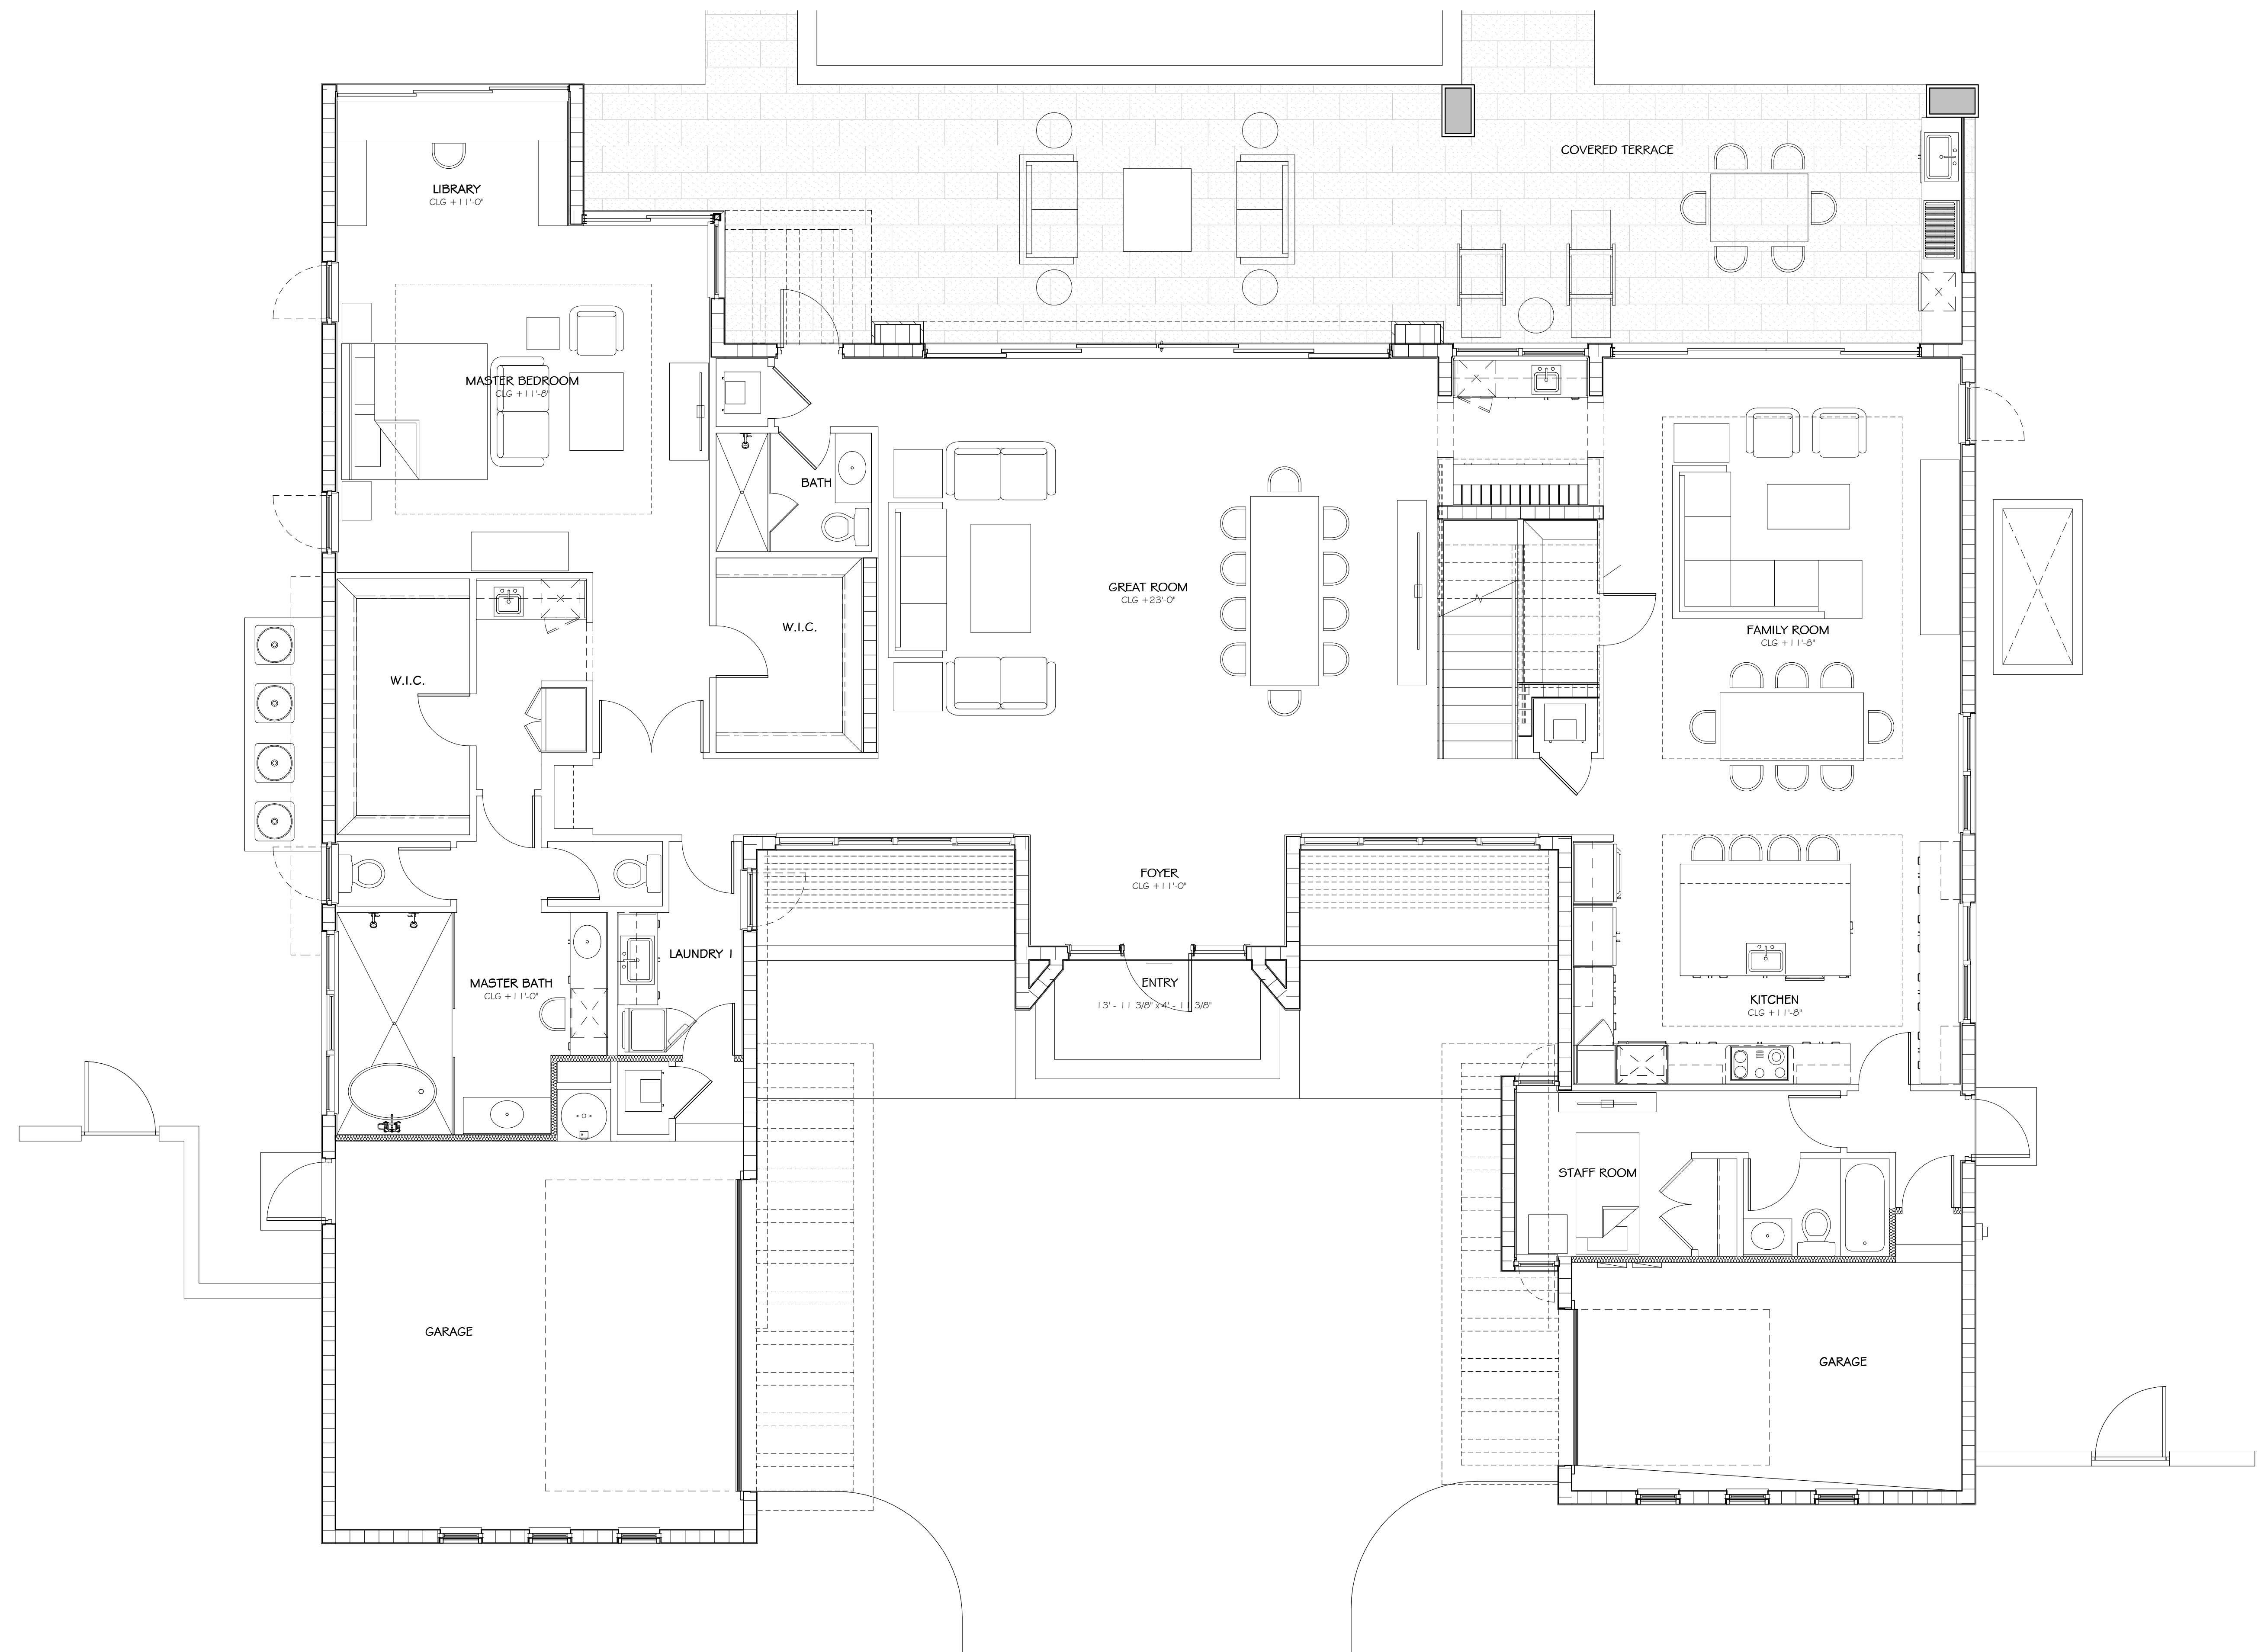 COVERED TERRACE
LIBRARY
CLG +11'-0"
MASTER BEDROOM
CLG +11'-8"
BATH
GREAT ROOM
CLG +23'-0"
W.I.C.
FAMILY ROOM
CLG +11'-8"
W.I.C.
FOYER
CLG +11'-0"
LAUNDRY 1
MASTER BATH
CLG +11'-0"
ENTRY
13' - 11 3/8" x 4' - 11 3/8"
KITCHEN
CLG +11'-8"
STAFF ROOM
GARAGE
GARAGE